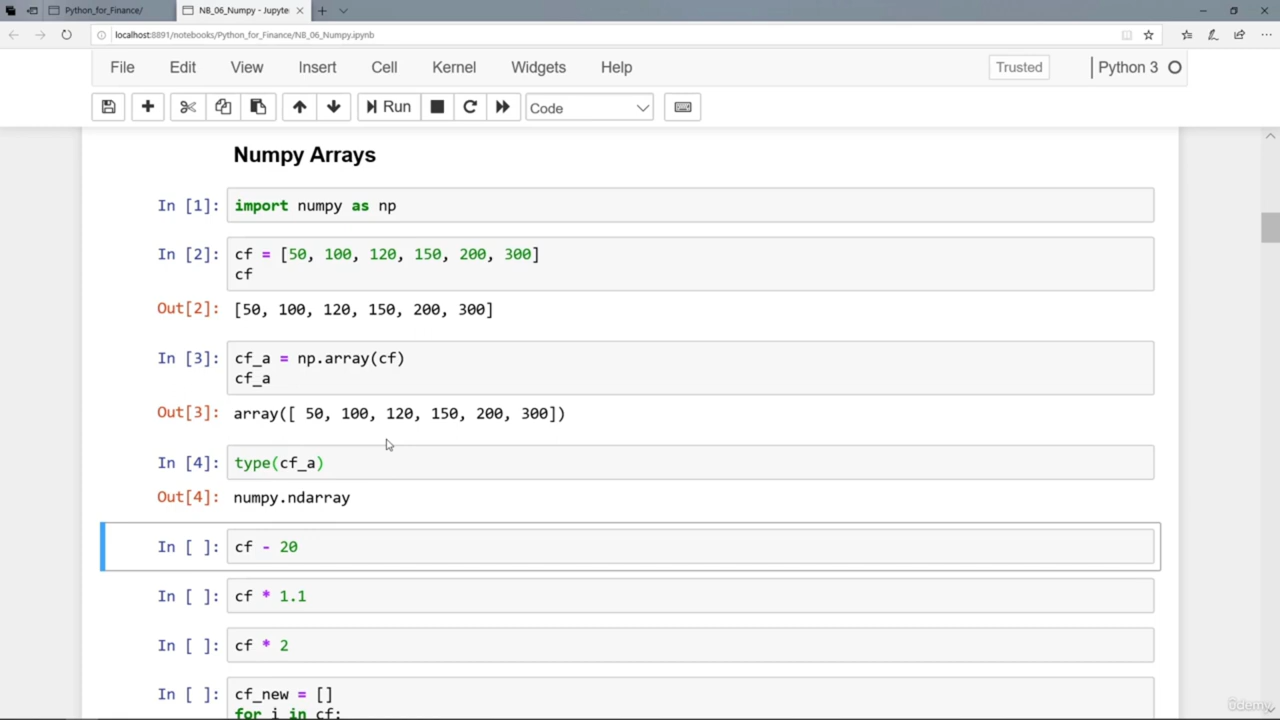 Python_for_Finance/
NB_06_Numpy - Jupyte
localhost:8891/notebooks/Python_for_Finance/NB_06_Numpy.ipynb
File Edit View Insert Cell Kernel Widgets Help Trusted Python 3
Run Code
Numpy Arrays
In [1]: import numpy as np
In [2]: cf = [50, 100, 120, 150, 200, 300]
cf
Out[2]: [50, 100, 120, 150, 200, 300]
In [3]: cf_a = np.array(cf)
cf_a
Out[3]: array([ 50, 100, 120, 150, 200, 300])
In [4]: type(cf_a)
Out[4]: numpy.ndarray
In [ ]: cf - 20
In [ ]: cf * 1.1
In [ ]: cf * 2
In [ ]: cf_new = []
for i in cf:
Udemy